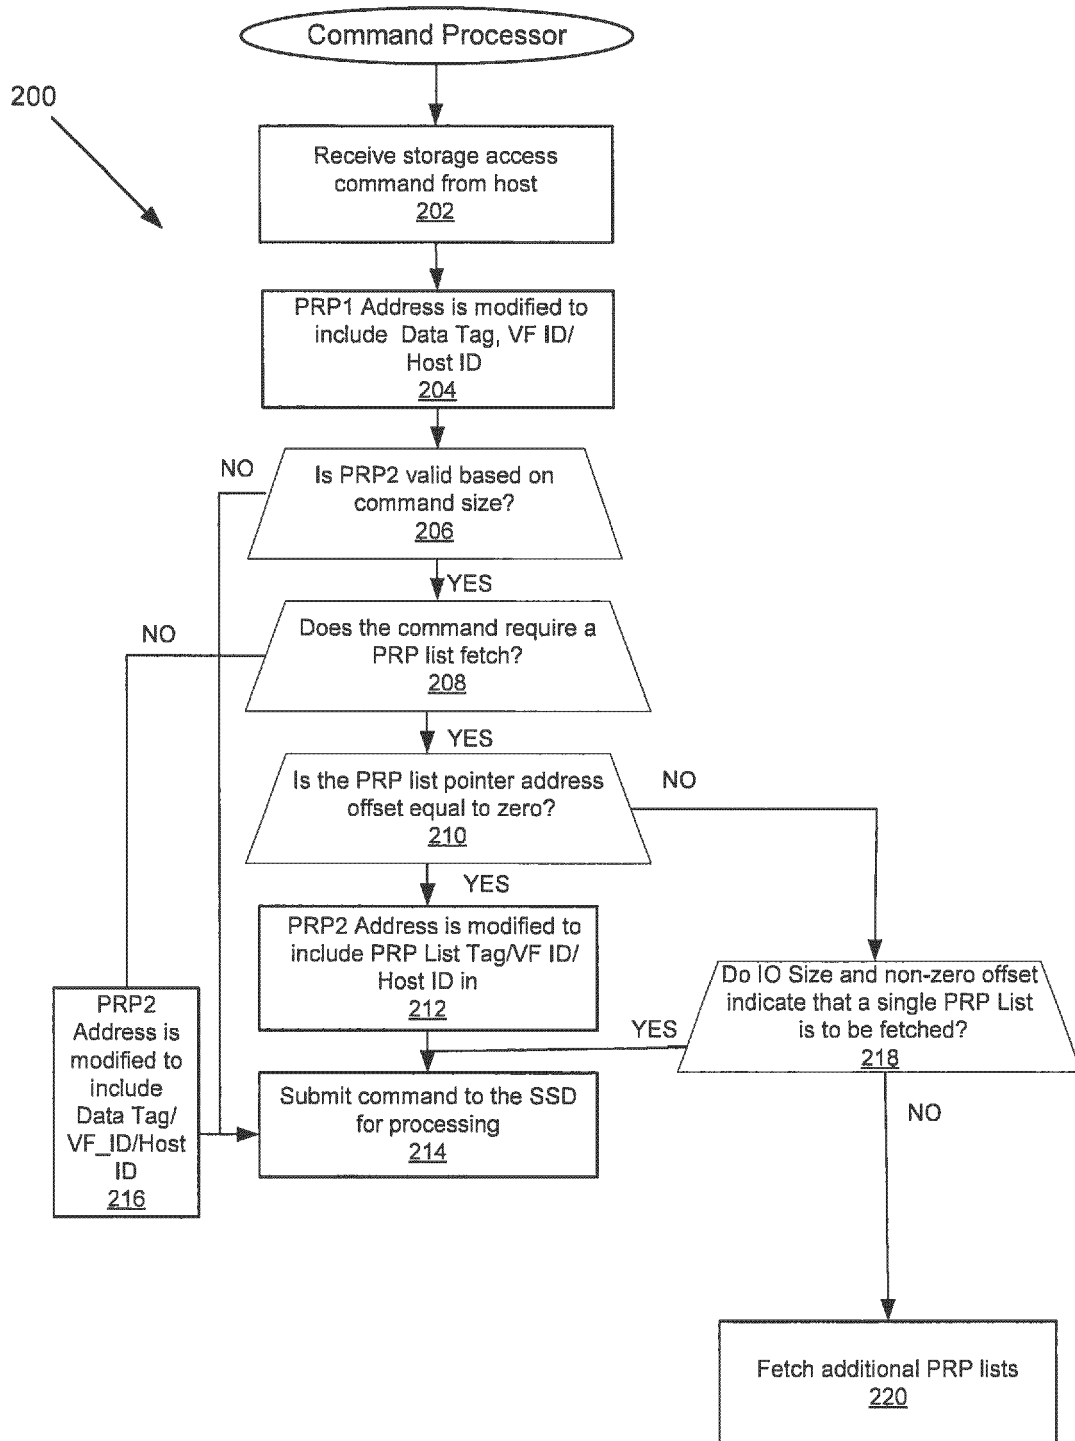 Command Processor
200
Receive storage access
command from host
202
PRP1 Address is modified to
include Data Tag, VF ID/
Host ID
204
NO
Is PRP2 valid based on
command size?
206
YES
NO
Does the command require a
PRP list fetch?
208
YES
Is the PRP list pointer address
offset equal to zero?
210
NO
YES
PRP2 Address is modified to
include PRP List Tag/VF ID/
Host ID in
212
Do IO Size and non-zero offset
indicate that a single PRP List
is to be fetched?
218
YES
NO
PRP2
Address is
modified to
include
Data Tag/
VF_ID/Host
ID
216
Submit command to the SSD
for processing
214
Fetch additional PRP lists
220